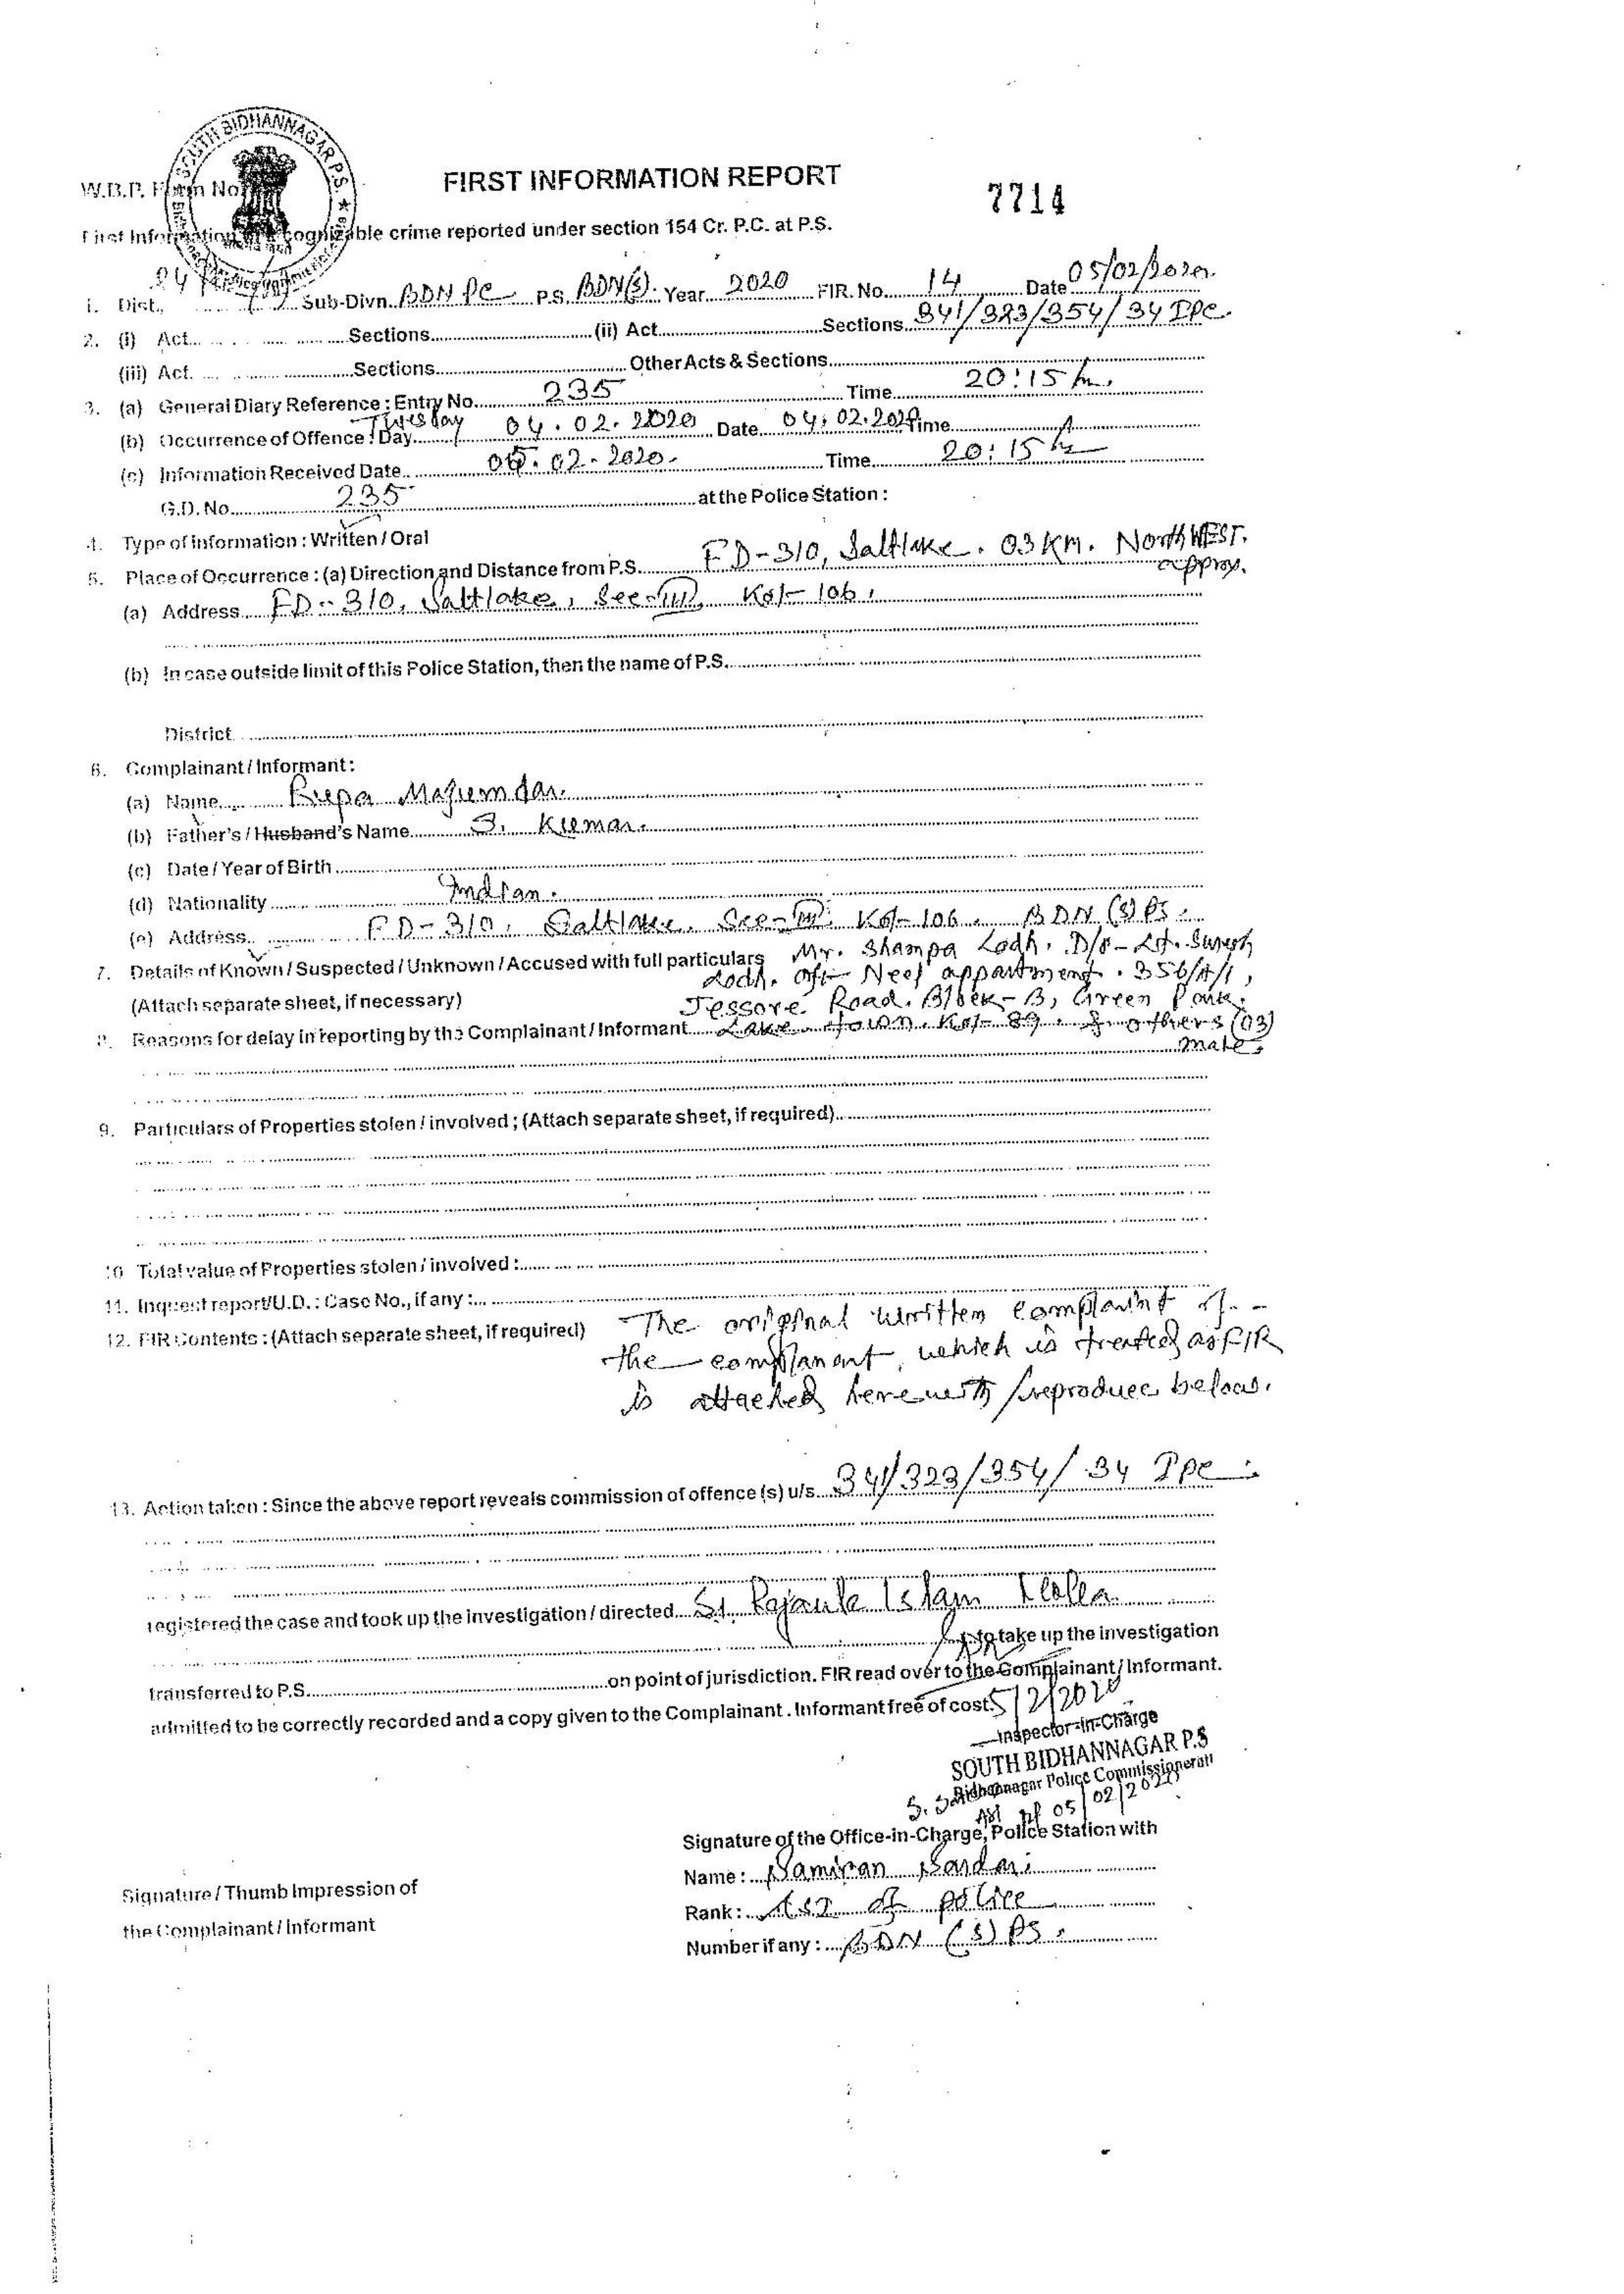 SOUTH BIDHANNAGAR P.S. ★
W.B.P. Form No
FIRST INFORMATION REPORT
7714
First Information cognizable crime reported under section 154 Cr. P.C. at P.S.
1. Dist., 24 Sub-Divn. BDN PC P.S. BDN(S). Year 2020 FIR. No. 14 Date 05/02/2020.
2. (i) Act Sections (ii) Act Sections 341/323/354/34 IPC.
(iii) Act. Sections Other Acts & Sections
3. (a) General Diary Reference : Entry No. 235 Time 20:15 hr.
(b) Occurrence of Offence : Day 04.02.2020 Date 04.02.2020 Time
(c) Information Received Date 05.02.2020. Time 20:15 hr
G.D. No. 235 at the Police Station :
4. Type of information : Written / Oral
5. Place of Occurrence : (a) Direction and Distance from P.S. FD-310, Saltlake. 03 KM. North WEST. approx.
(a) Address FD-310, Saltlake, Sec-III, Kol-106.
(b) In case outside limit of this Police Station, then the name of P.S.
District
6. Complainant / Informant :
(a) Name Rupa Majumdar.
(b) Father's / Husband's Name S. Kumar.
(c) Date / Year of Birth
(d) Nationality Indian.
(e) Address FD-310, Saltlake, Sec-III, Kol-106. BDN (S) PS.
7. Details of Known / Suspected / Unknown / Accused with full particulars Mr. Shampa Lodh. D/o- Lt. Suresh
Lodh. of- appartment. 356/A/1,
(Attach separate sheet, if necessary) Jessore Road. Block-B, Green Park.
8. Reasons for delay in reporting by the Complainant / Informant Lake town. Kol-89. & others (03)
male.
9. Particulars of Properties stolen / involved ; (Attach separate sheet, if required)
10 Total value of Properties stolen / involved :
11. Inquest report/U.D. : Case No., if any :
12. FIR Contents : (Attach separate sheet, if required) The original written complaint of -
the complanant which is treated as FIR
is attached herewith /reproduce below.
13. Action taken : Since the above report reveals commission of offence (s) u/s 341/323/354/34 IPC.
registered the case and took up the investigation / directed S.I. Islam
to take up the investigation
transferred to P.S. on point of jurisdiction. FIR read over to the Complainant / Informant.
admitted to be correctly recorded and a copy given to the Complainant . Informant free of cost.
5/2/2020
Inspector-in-Charge
SOUTH BIDHANNAGAR P.S
Bidhannagar Police Commissionerate
05/02/2020
Signature of the Office-in-Charge, Police Station with
Name : Samiran Sardar.
Signature / Thumb Impression of
Rank : ASI of police
the Complainant / Informant
Number if any : BDN (S) PS.